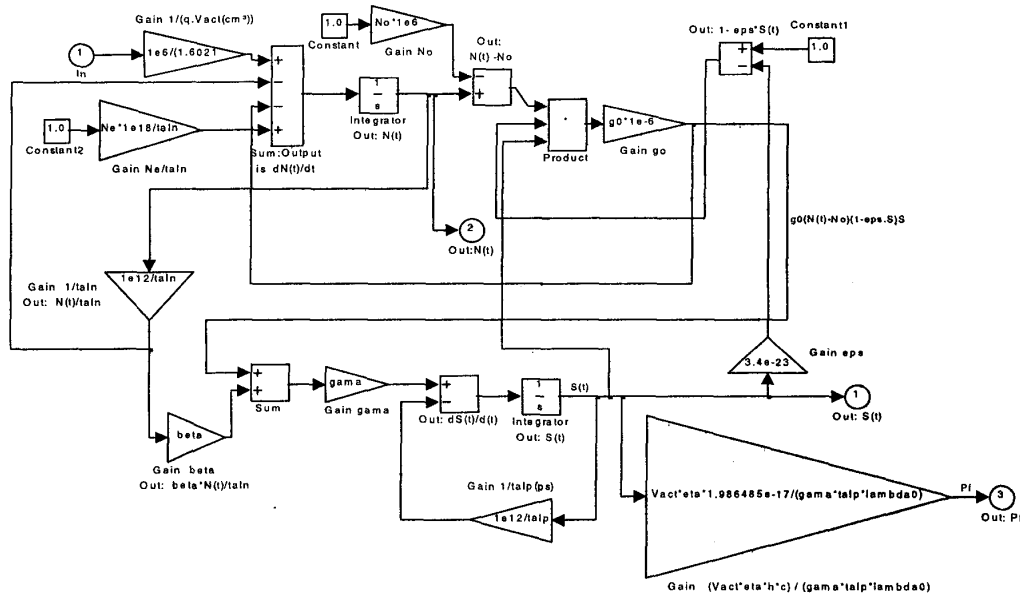 Gain 1/(q.Vact(cm³))
1
In
1e6/(1.6021
1.0
Constant
No*1e6
Gain No
Out:
N(t) -No
Out: 1- eps*S(t)
Constant1
1.0
+
−
−
+
Sum:Output
is dN(t)/dt
1
s
Integrator
Out: N(t)
−
+
Product
g0*1e-6
Gain go
+
−
1.0
Constant2
Ne*1e18/taln
Gain Ne/taln
2
Out:N(t)
g0(N(t)-No)(1-eps.S)S
1e12/taln
Gain 1/taln
Out: N(t)/taln
+
+
Sum
gama
Gain gama
+
−
Out: dS(t)/d(t)
1
s
Integrator
Out: S(t)
S(t)
3.4e-23
Gain eps
1
Out: S(t)
beta
Gain beta
Out: beta*N(t)/taln
Gain 1/talp(ps)
1e12/talp
Vact*eta*1.986485e-17/(gama*talp*lambda0)
Pf
3
Out: Pf
Gain (Vact*eta*h*c) / (gama*talp*lambda0)